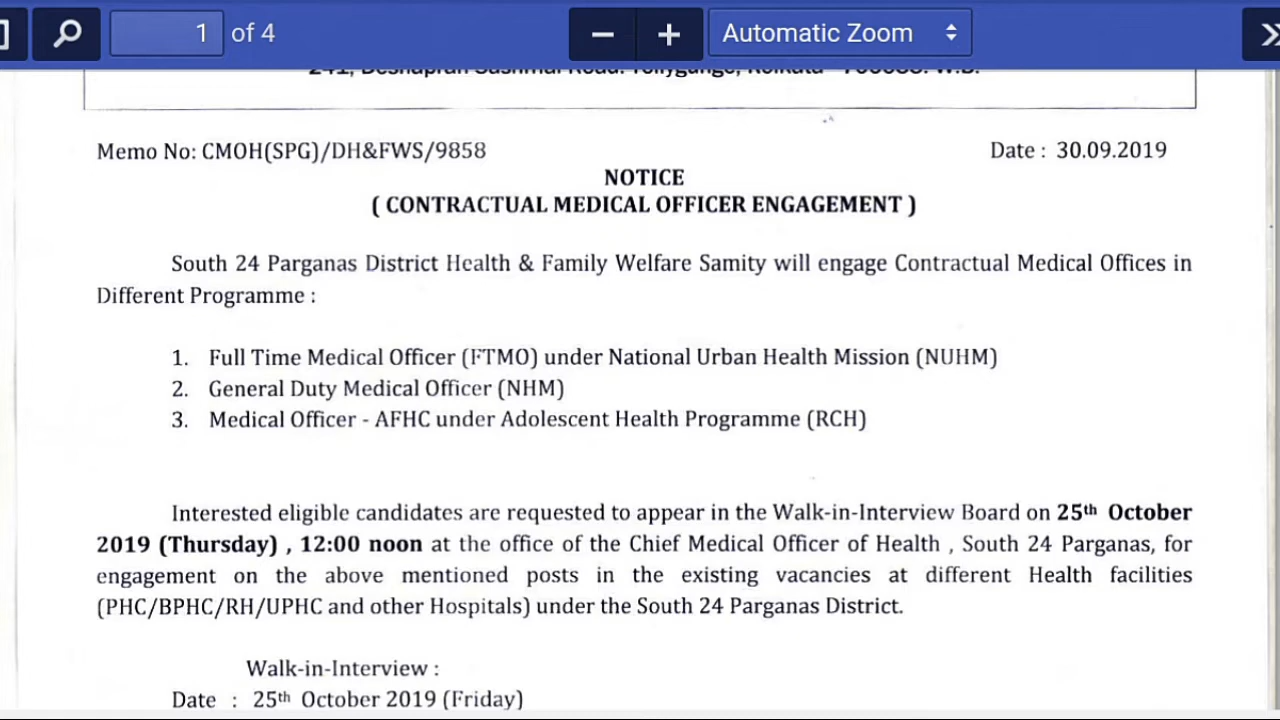 1 of 4 Automatic Zoom
241, Deshapran Sashmal Road. Tollygunge, Kolkata - 700033. W.B.
Memo No: CMOH(SPG)/DH&FWS/9858 Date : 30.09.2019
NOTICE
( CONTRACTUAL MEDICAL OFFICER ENGAGEMENT )
South 24 Parganas District Health & Family Welfare Samity will engage Contractual Medical Offices in
Different Programme :
1. Full Time Medical Officer (FTMO) under National Urban Health Mission (NUHM)
2. General Duty Medical Officer (NHM)
3. Medical Officer - AFHC under Adolescent Health Programme (RCH)
Interested eligible candidates are requested to appear in the Walk-in-Interview Board on 25th October
2019 (Thursday) , 12:00 noon at the office of the Chief Medical Officer of Health , South 24 Parganas, for
engagement on the above mentioned posts in the existing vacancies at different Health facilities
(PHC/BPHC/RH/UPHC and other Hospitals) under the South 24 Parganas District.
Walk-in-Interview :
Date : 25th October 2019 (Friday)